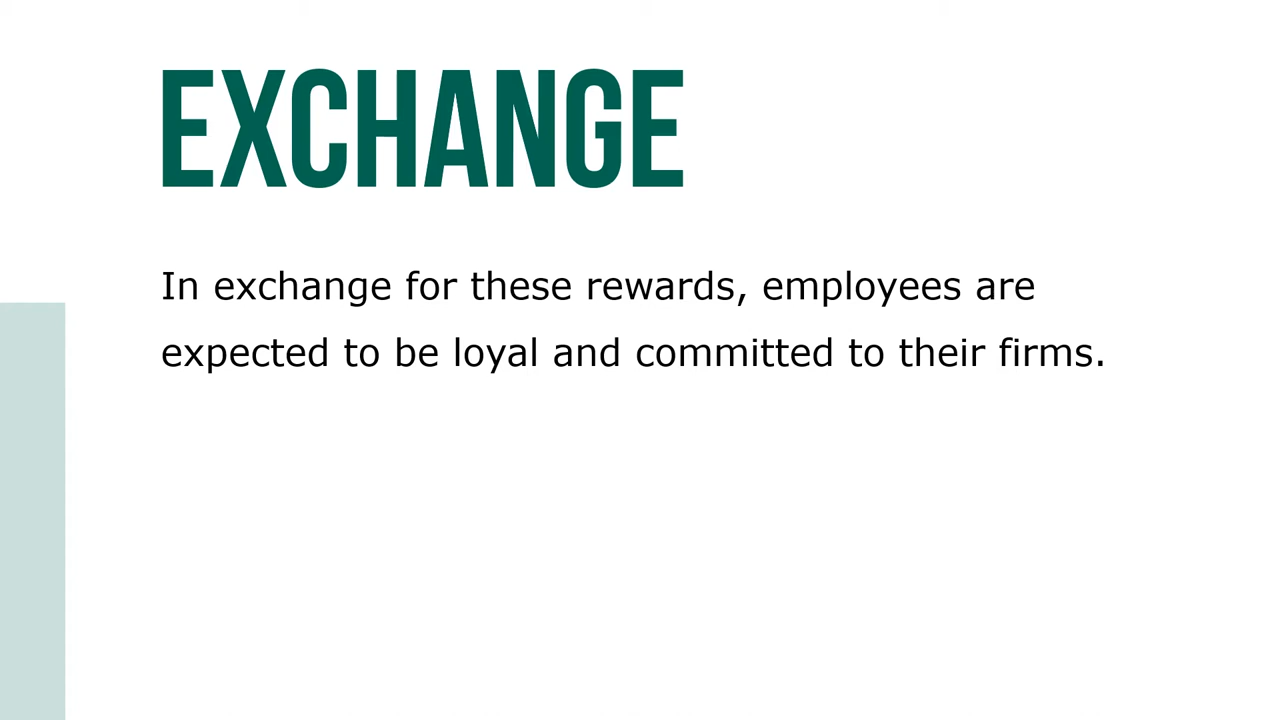 EXCHANGE
In exchange for these rewards, employees are
expected to be loyal and committed to their firms.